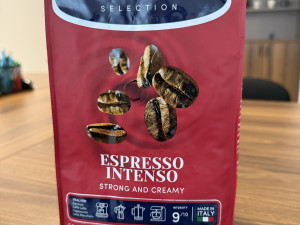 SELECTION
ESPRESSO
INTENSO
STRONG AND CREAMY
INTENSITY
9/10
MADE IN
ITALY